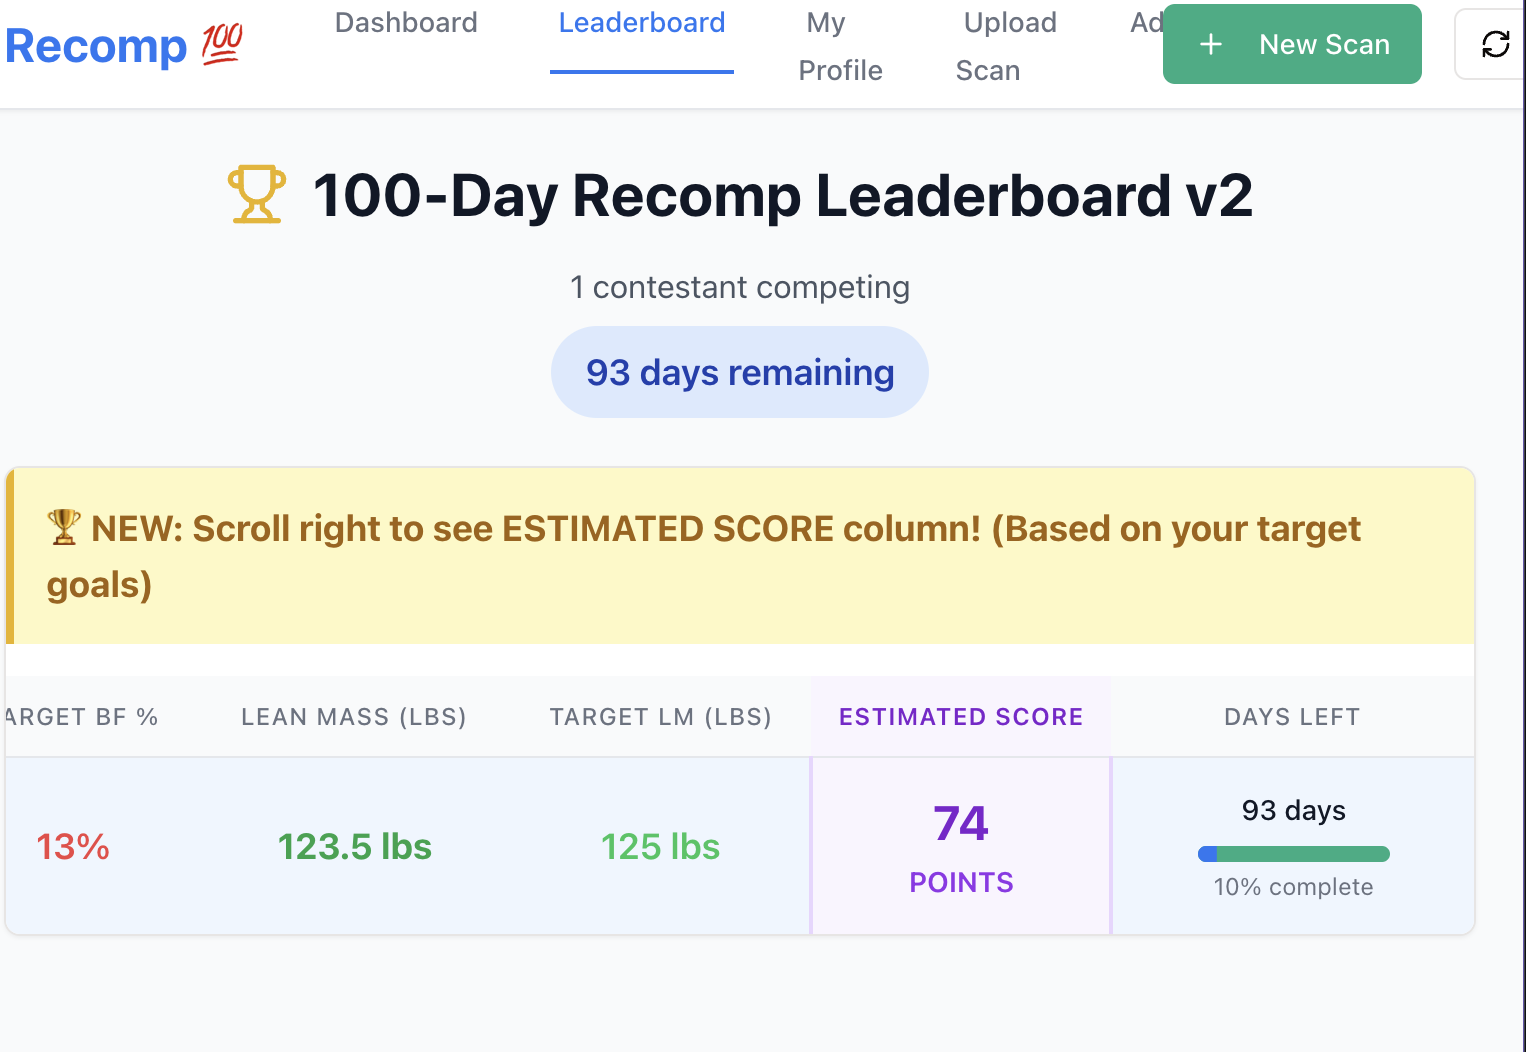 Recomp 💯
Dashboard
Leaderboard
My
Profile
Upload
Scan
Ad
+ New Scan
100-Day Recomp Leaderboard v2
1 contestant competing
93 days remaining
🏆 NEW: Scroll right to see ESTIMATED SCORE column! (Based on your target
goals)
ARGET BF % LEAN MASS (LBS) TARGET LM (LBS) ESTIMATED SCORE DAYS LEFT
13% 123.5 lbs 125 lbs
74
POINTS
93 days
10% complete